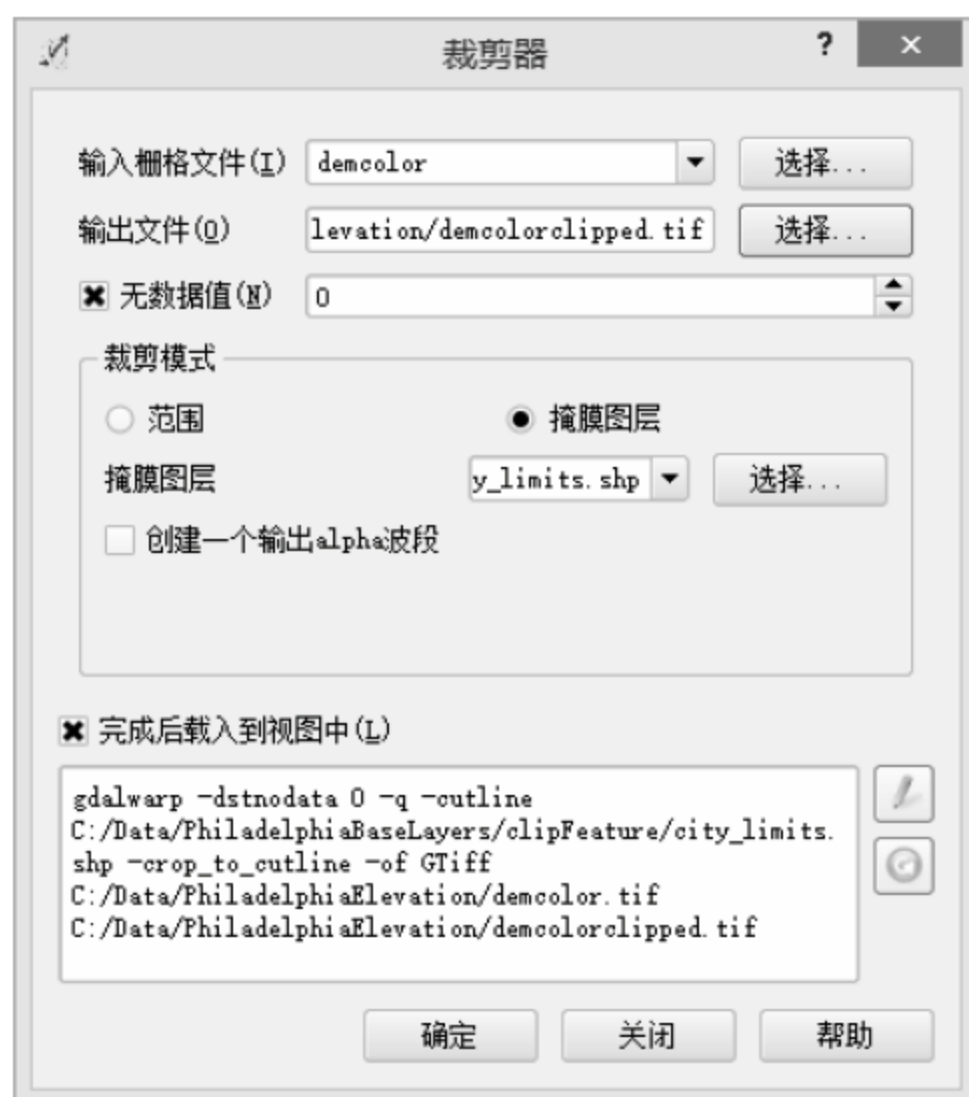 裁剪器 ? ×
输入栅格文件(I) demcolor 选择...
输出文件(O) levation/demcolorclipped.tif 选择...
无数据值(N) 0
裁剪模式
范围 掩膜图层
掩膜图层 y_limits.shp 选择...
创建一个输出alpha波段
完成后载入到视图中(L)
gdalwarp -dstnodata 0 -q -cutline
C:/Data/PhiladelphiaBaseLayers/clipFeature/city_limits.
shp -crop_to_cutline -of GTiff
C:/Data/PhiladelphiaElevation/demcolor.tif
C:/Data/PhiladelphiaElevation/demcolorclipped.tif
确定 关闭 帮助